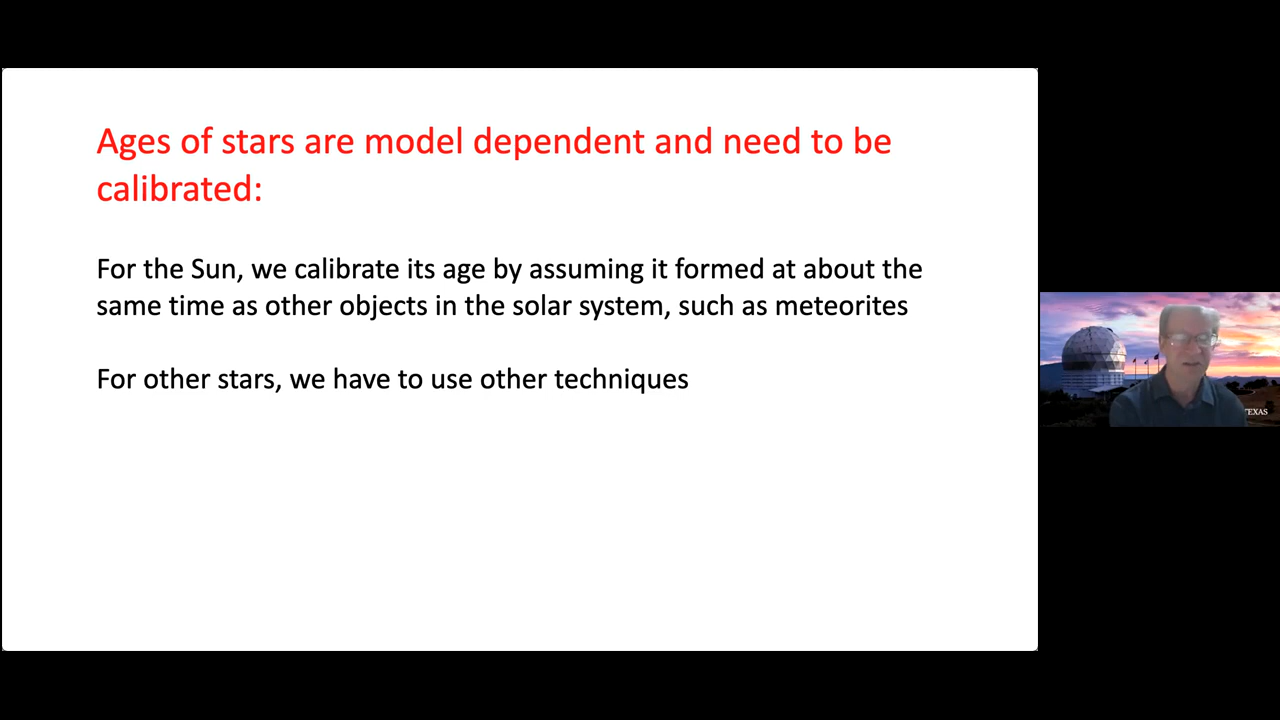 Ages of stars are model dependent and need to be
calibrated:
For the Sun, we calibrate its age by assuming it formed at about the
same time as other objects in the solar system, such as meteorites
For other stars, we have to use other techniques
TEXAS